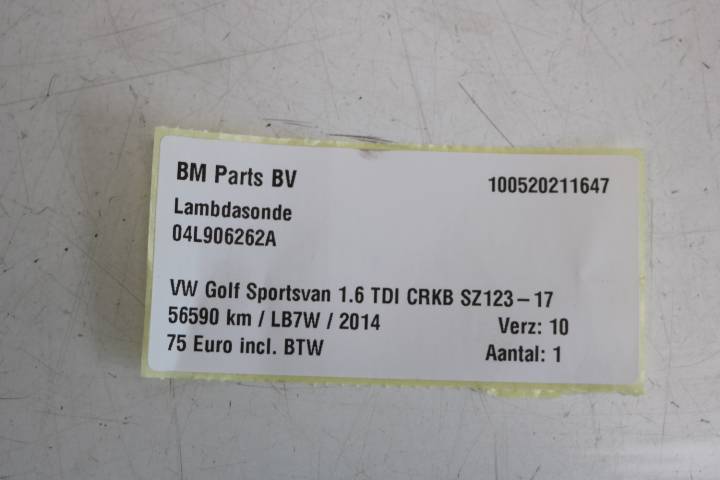 BM Parts BV 100520211647
Lambdasonde
04L906262A
VW Golf Sportsvan 1.6 TDI CRKB SZ123-17
56590 km / LB7W / 2014 Verz: 10
75 Euro incl. BTW Aantal: 1